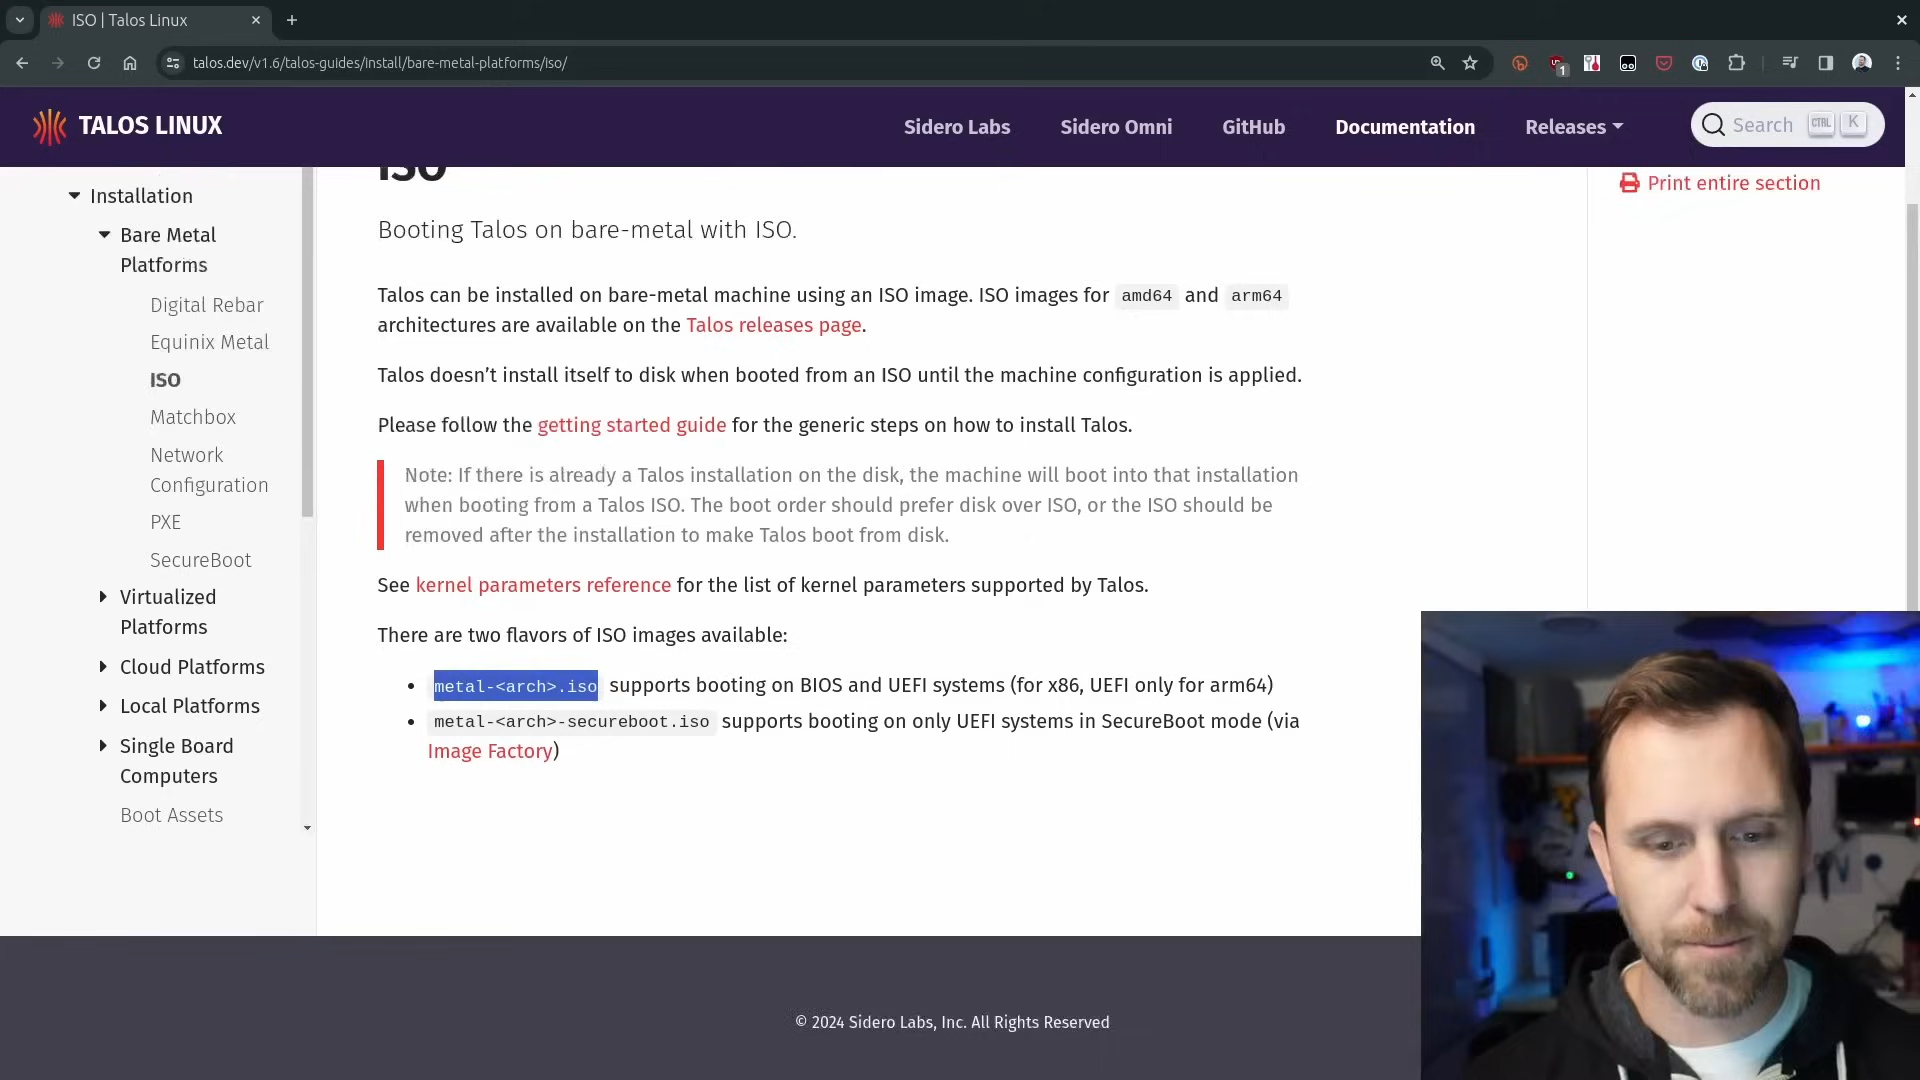 ISO | Talos Linux
talos.dev/v1.6/talos-guides/install/bare-metal-platforms/iso/
1
TALOS LINUX
Sidero Labs
Sidero Omni
GitHub
Documentation
Releases
Search CTRL K
Installation
Bare Metal
Platforms
Digital Rebar
Equinix Metal
ISO
Matchbox
Network
Configuration
PXE
SecureBoot
Virtualized
Platforms
Cloud Platforms
Local Platforms
Single Board
Computers
Boot Assets
ISO
Booting Talos on bare-metal with ISO.
Talos can be installed on bare-metal machine using an ISO image. ISO images for amd64 and arm64
architectures are available on the Talos releases page.
Talos doesn’t install itself to disk when booted from an ISO until the machine configuration is applied.
Please follow the getting started guide for the generic steps on how to install Talos.
Note: If there is already a Talos installation on the disk, the machine will boot into that installation
when booting from a Talos ISO. The boot order should prefer disk over ISO, or the ISO should be
removed after the installation to make Talos boot from disk.
See kernel parameters reference for the list of kernel parameters supported by Talos.
There are two flavors of ISO images available:
metal-<arch>.iso supports booting on BIOS and UEFI systems (for x86, UEFI only for arm64)
metal-<arch>-secureboot.iso supports booting on only UEFI systems in SecureBoot mode (via
Image Factory)
Print entire section
© 2024 Sidero Labs, Inc. All Rights Reserved